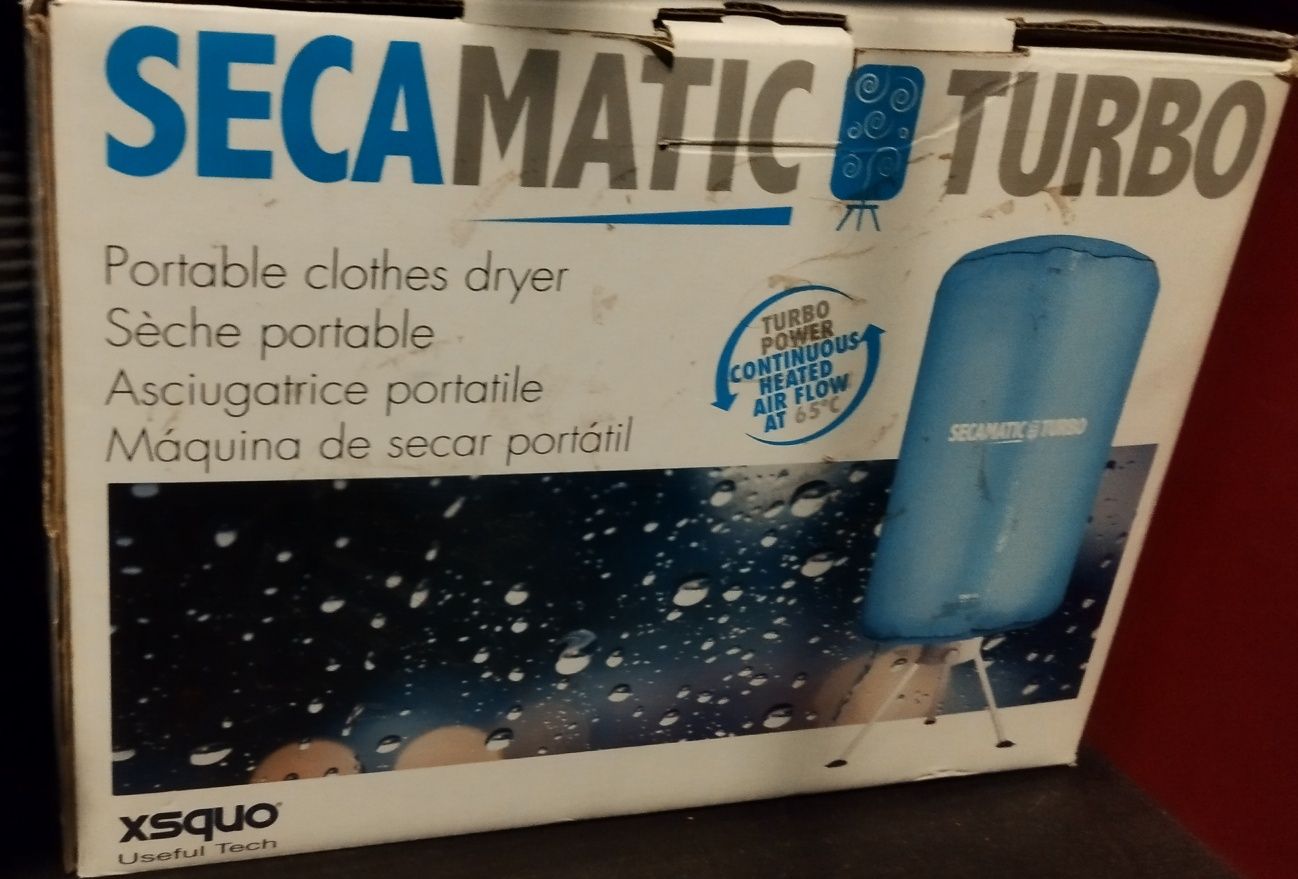 SECAMATIC TURBO
Portable clothes dryer
Sèche portable
Asciugatrice portatile
Máquina de secar portátil
TURBO
POWER
CONTINUOUS
HEATED
AIR FLOW
AT 65°C
SECAMATIC TURBO
xsquo
Useful Tech